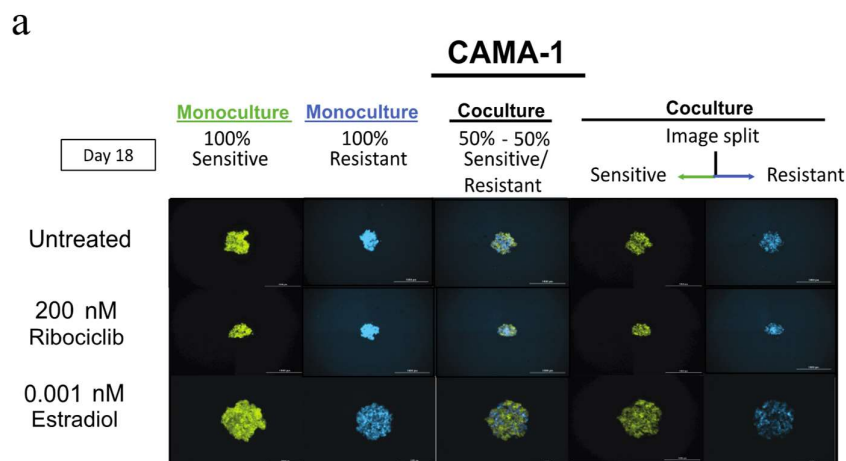 a
CAMA-1
Monoculture
100%
Sensitive
Monoculture
100%
Resistant
Coculture
50% - 50%
Sensitive/
Resistant
Coculture
Image split
Sensitive
Resistant
Day 18
Untreated
200 nM
Ribociclib
0.001 nM
Estradiol